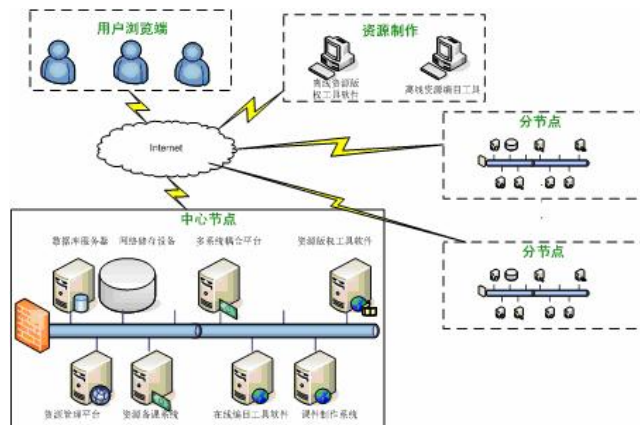 用户浏览端
资源制作
离线资源版权工具软件
离线资源编目工具
Internet
分节点
中心节点
数据库服务器
网络储存设备
多系统耦合平台
资源版权工具软件
分节点
资源管理平台
资源备课系统
在线编目工具软件
课件制作系统